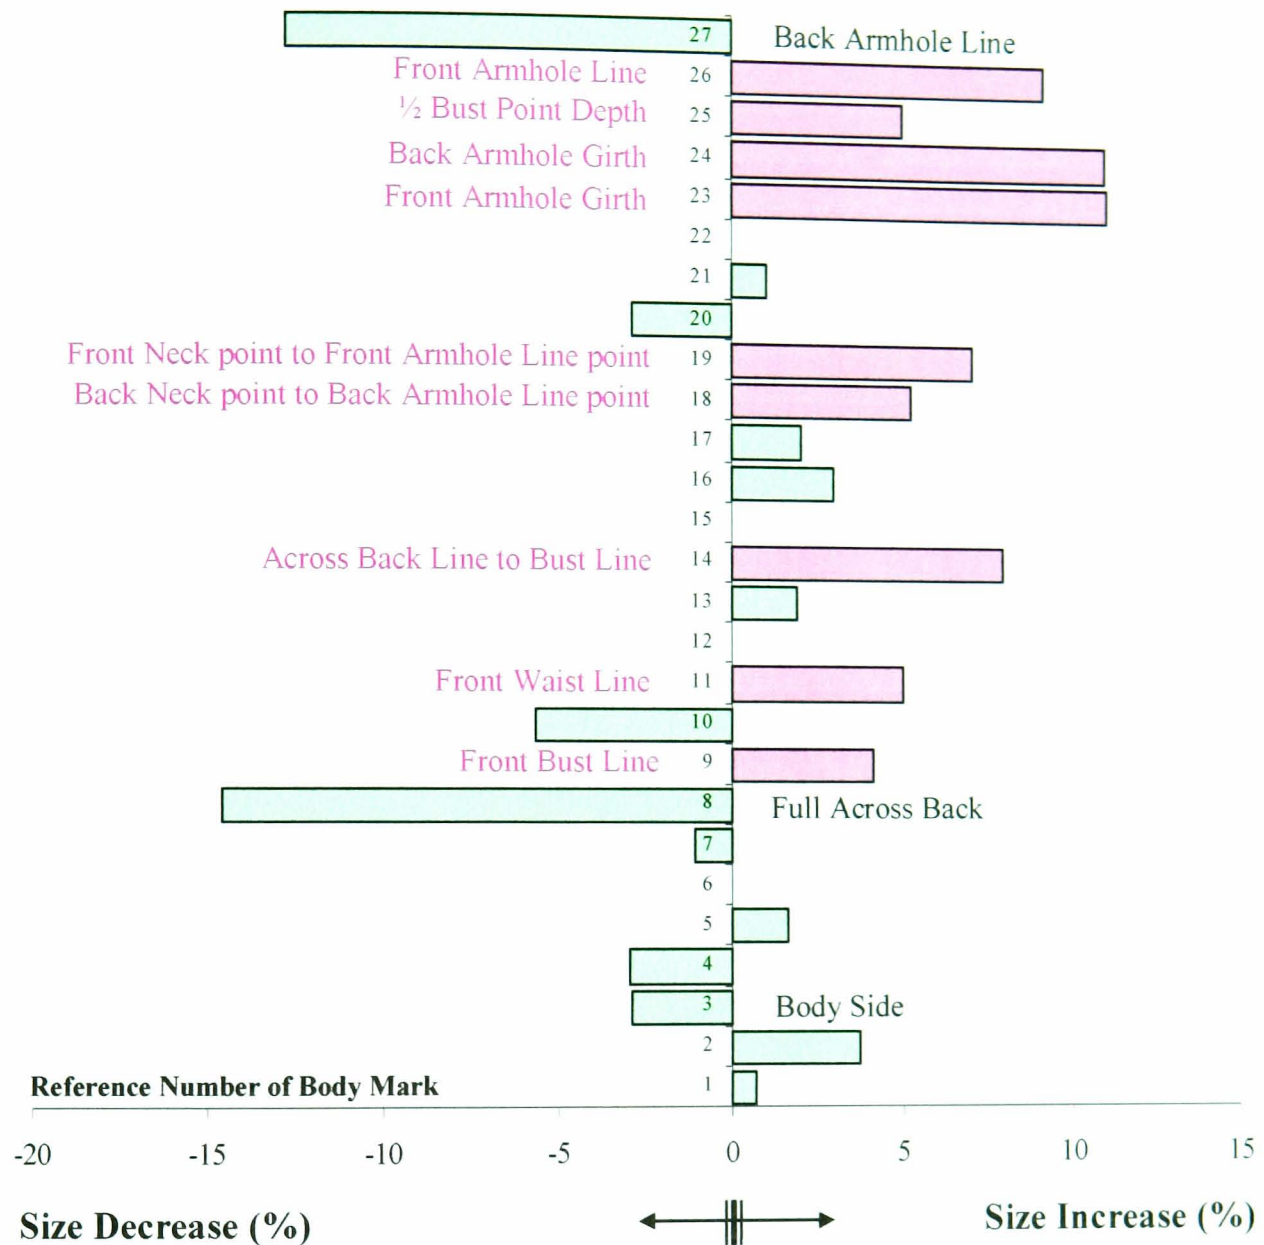 27 Back Armhole Line
Front Armhole Line 26
½ Bust Point Depth 25
Back Armhole Girth 24
Front Armhole Girth 23
22
21
20
Front Neck point to Front Armhole Line point 19
Back Neck point to Back Armhole Line point 18
17
16
15
Across Back Line to Bust Line 14
13
12
Front Waist Line 11
10
Front Bust Line 9
8 Full Across Back
7
6
5
4
3 Body Side
2
Reference Number of Body Mark 1
-20 -15 -10 -5 0 5 10 15
Size Decrease (%) Size Increase (%)